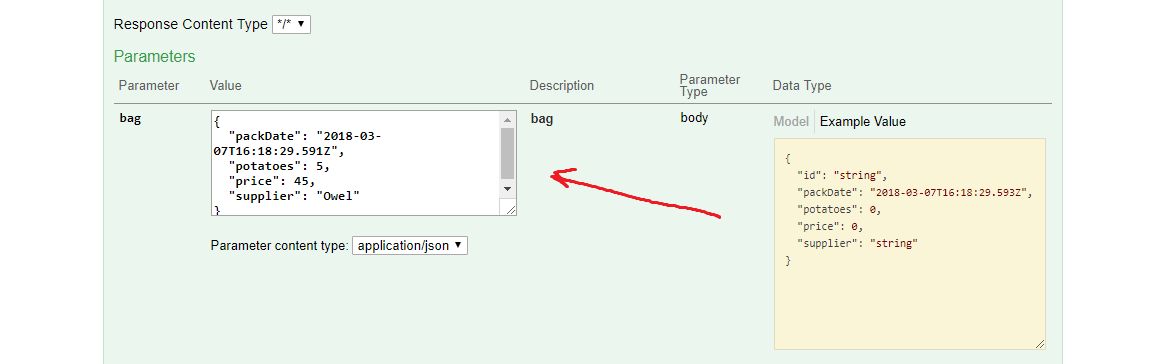 Response Content Type */*
Parameters
Parameter Value Description Parameter Type Data Type
bag
{
"packDate": "2018-03-
07T16:18:29.591Z",
"potatoes": 5,
"price": 45,
"supplier": "Owel"
}
Parameter content type: application/json
bag
body
Model Example Value
{
"id": "string",
"packDate": "2018-03-07T16:18:29.593Z",
"potatoes": 0,
"price": 0,
"supplier": "string"
}